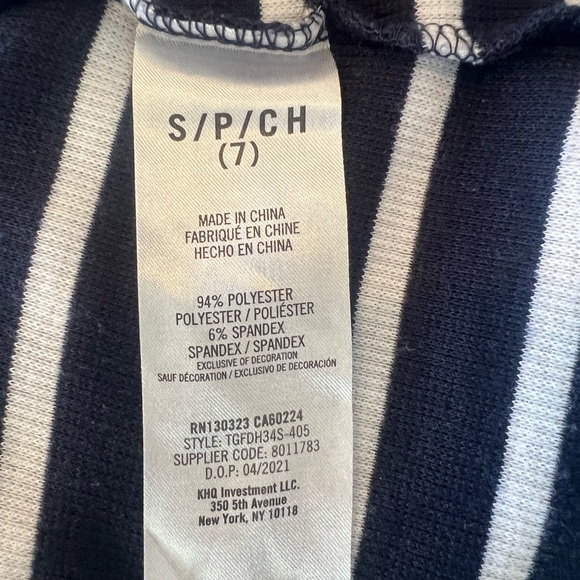 S/P/CH
(7)
MADE IN CHINA
FABRIQUÉ EN CHINE
HECHO EN CHINA
94% POLYESTER
POLYESTER / POLIÉSTER
6% SPANDEX
SPANDEX / SPANDEX
EXCLUSIVE OF DECORATION
SAUF DÉCORATION / EXCLUSIVO DE DECORACIÓN
RN130323 CA60224
STYLE: TGFDH34S-405
SUPPLIER CODE: 8011783
D.O.P: 04/2021
KHQ Investment LLC.
350 5th Avenue
New York, NY 10118